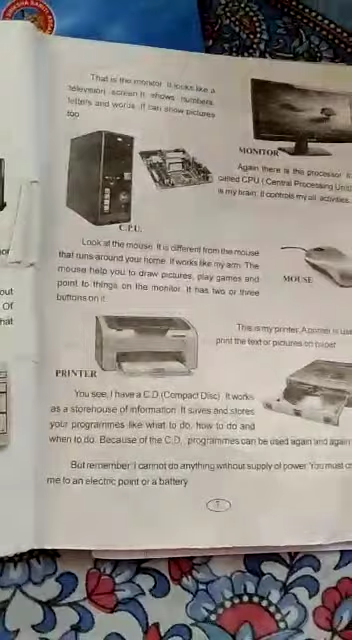 That is the monitor. It looks like a
television screen. It shows numbers,
letters and words. It can show pictures
too.
MONITOR
Again there is the processor. It
called CPU (Central Processing Unit)
is my brain. It controls my all activities.
C.P.U.
Look at the mouse. It is different from the mouse
that runs around your home. It works like my arm. The
mouse help you to draw pictures, play games and
point to things on the monitor. It has two or three
buttons on it.
MOUSE
This is my printer. A printer is
print the text or pictures on paper
PRINTER
You see, I have a C.D (Compact Disc). It works
as a storehouse of information. It saves and stores
your programmes like what to do, how to do and
when to do. Because of the C.D, programmes can be used again and again
But remember, I cannot do anything without supply of power. You must
me to an electric point or a battery.
out
Of
hat